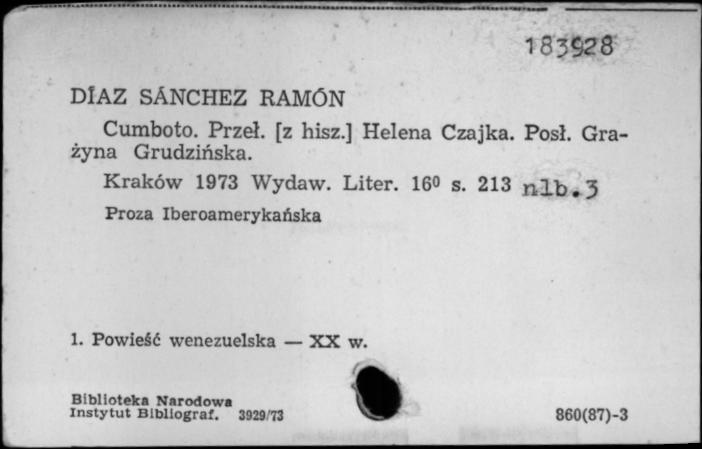 183928
DÍAZ SÁNCHEZ RAMÓN
Cumboto. Przeł. [z hisz.] Helena Czajka. Posł. Gra-
żyna Grudzińska.
Kraków 1973 Wydaw. Liter. 16⁰ s. 213 nlb.3
Proza Iberoamerykańska
1. Powieść wenezuelska — XX w.
Biblioteka Narodowa
Instytut Bibliograf. 3929/73
860(87)-3